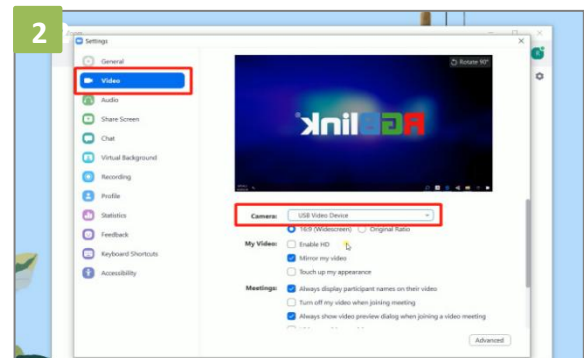 2
Settings
General
Video
Audio
Share Screen
Chat
Virtual Background
Recording
Profile
Statistics
Feedback
Keyboard Shortcuts
Accessibility
Rotate 90°
RGBlink
Camera: USB Video Device
16:9 (Widescreen) Original Ratio
My Video: Enable HD
Mirror my video
Touch up my appearance
Meetings: Always display participant names on their video
Turn off my video when joining meeting
Always show video preview dialog when joining a video meeting
Advanced